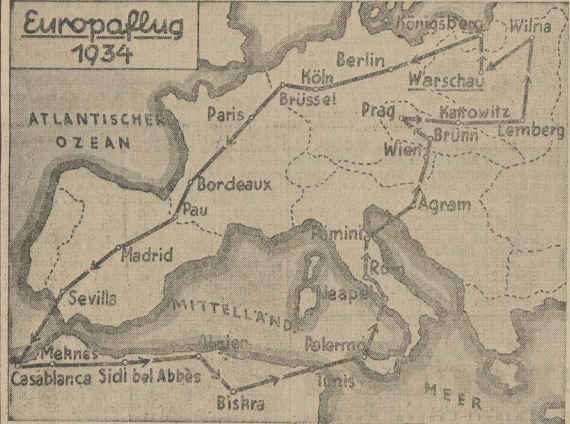 Europaflug
1934
Königsberg
Wilna
Berlin
Warschau
Köln
Brüssel
Paris
Prag
Kattowitz
Lemberg
Brünn
Wien
ATLANTISCHER
OZEAN
Bordeaux
Pau
Agram
Rimini
Madrid
Rom
Sevilla
Neapel
MITTELLÄND.
Meknes
Algier
Palermo
Casablanca
Sidi bel Abbès
Tunis
Biskra
MEER